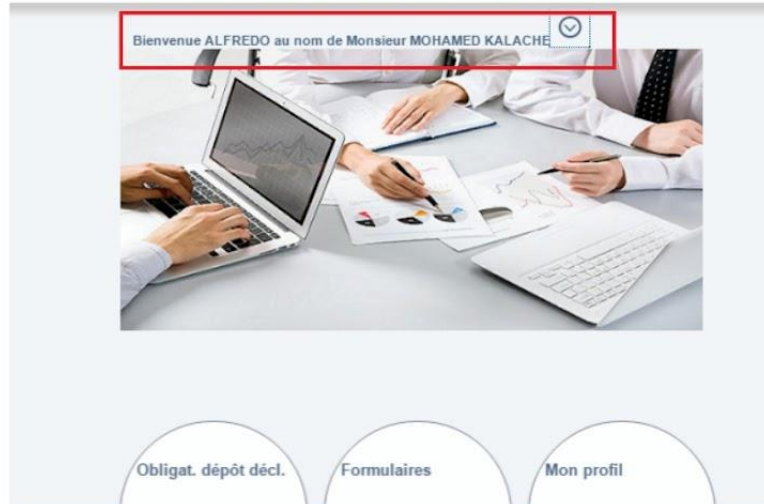 Bienvenue ALFREDO au nom de Monsieur MOHAMED KALACHE
Obligat. dépôt décl.
Formulaires
Mon profil